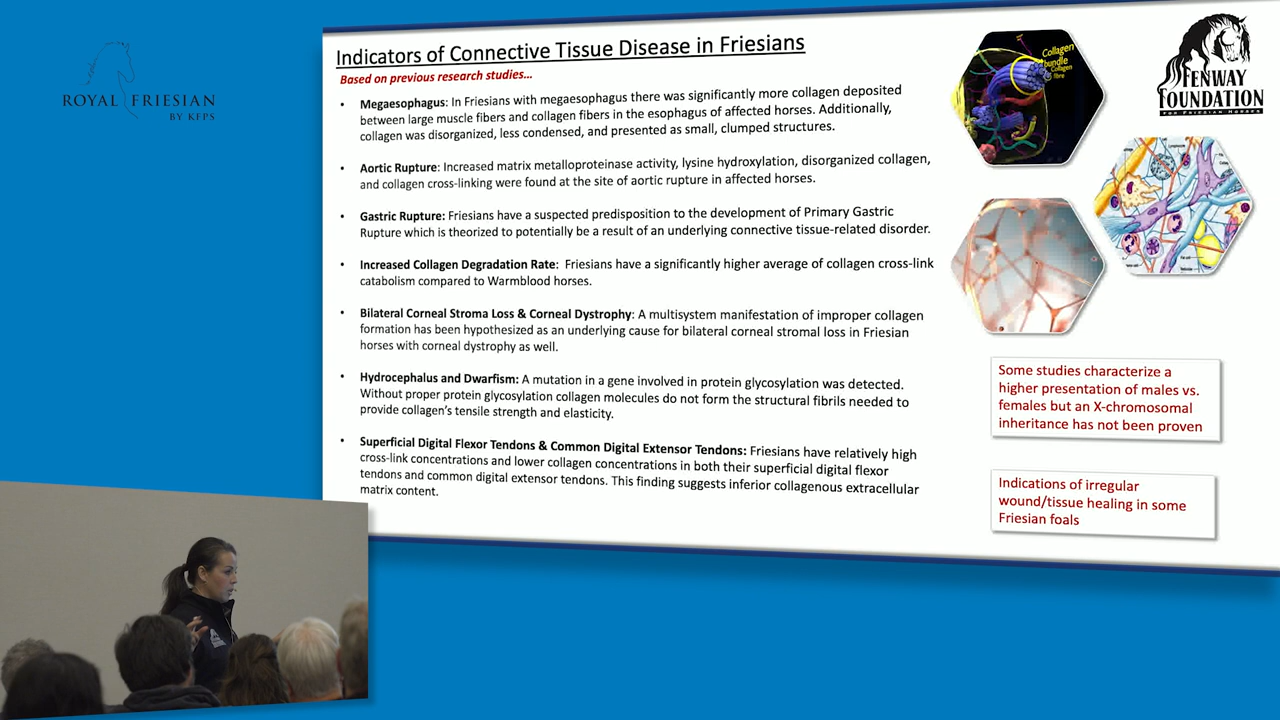 ROYAL FRIESIAN
BY KFPS
Indicators of Connective Tissue Disease in Friesians
Based on previous research studies…
• Megaesophagus: In Friesians with megaesophagus there was significantly more collagen deposited
between large muscle fibers and collagen fibers in the esophagus of affected horses. Additionally,
collagen was disorganized, less condensed, and presented as small, clumped structures.
• Aortic Rupture: Increased matrix metalloproteinase activity, lysine hydroxylation, disorganized collagen,
and collagen cross-linking were found at the site of aortic rupture in affected horses.
• Gastric Rupture: Friesians have a suspected predisposition to the development of Primary Gastric
Rupture which is theorized to potentially be a result of an underlying connective tissue-related disorder.
• Increased Collagen Degradation Rate: Friesians have a significantly higher average of collagen cross-link
catabolism compared to Warmblood horses.
• Bilateral Corneal Stroma Loss & Corneal Dystrophy: A multisystem manifestation of improper collagen
formation has been hypothesized as an underlying cause for bilateral corneal stromal loss in Friesian
horses with corneal dystrophy as well.
• Hydrocephalus and Dwarfism: A mutation in a gene involved in protein glycosylation was detected.
Without proper protein glycosylation collagen molecules do not form the structural fibrils needed to
provide collagen's tensile strength and elasticity.
• Superficial Digital Flexor Tendons & Common Digital Extensor Tendons: Friesians have relatively high
cross-link concentrations and lower collagen concentrations in both their superficial digital flexor
tendons and common digital extensor tendons. This finding suggests inferior collagenous extracellular
matrix content.
Collagen
bundle
Collagen
fibre
FENWAY
FOUNDATION
FOR FRIESIAN HORSES
Some studies characterize a
higher presentation of males vs.
females but an X-chromosomal
inheritance has not been proven
Indications of irregular
wound/tissue healing in some
Friesian foals